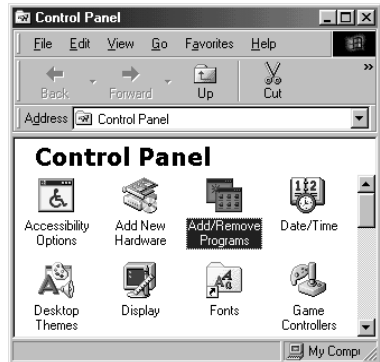 Control Panel
File Edit View Go Favorites Help
Back Forward Up Cut »
Address Control Panel
Control Panel
Accessibility Options Add New Hardware Add/Remove Programs Date/Time
Desktop Themes Display Fonts Game Controllers
My Compu